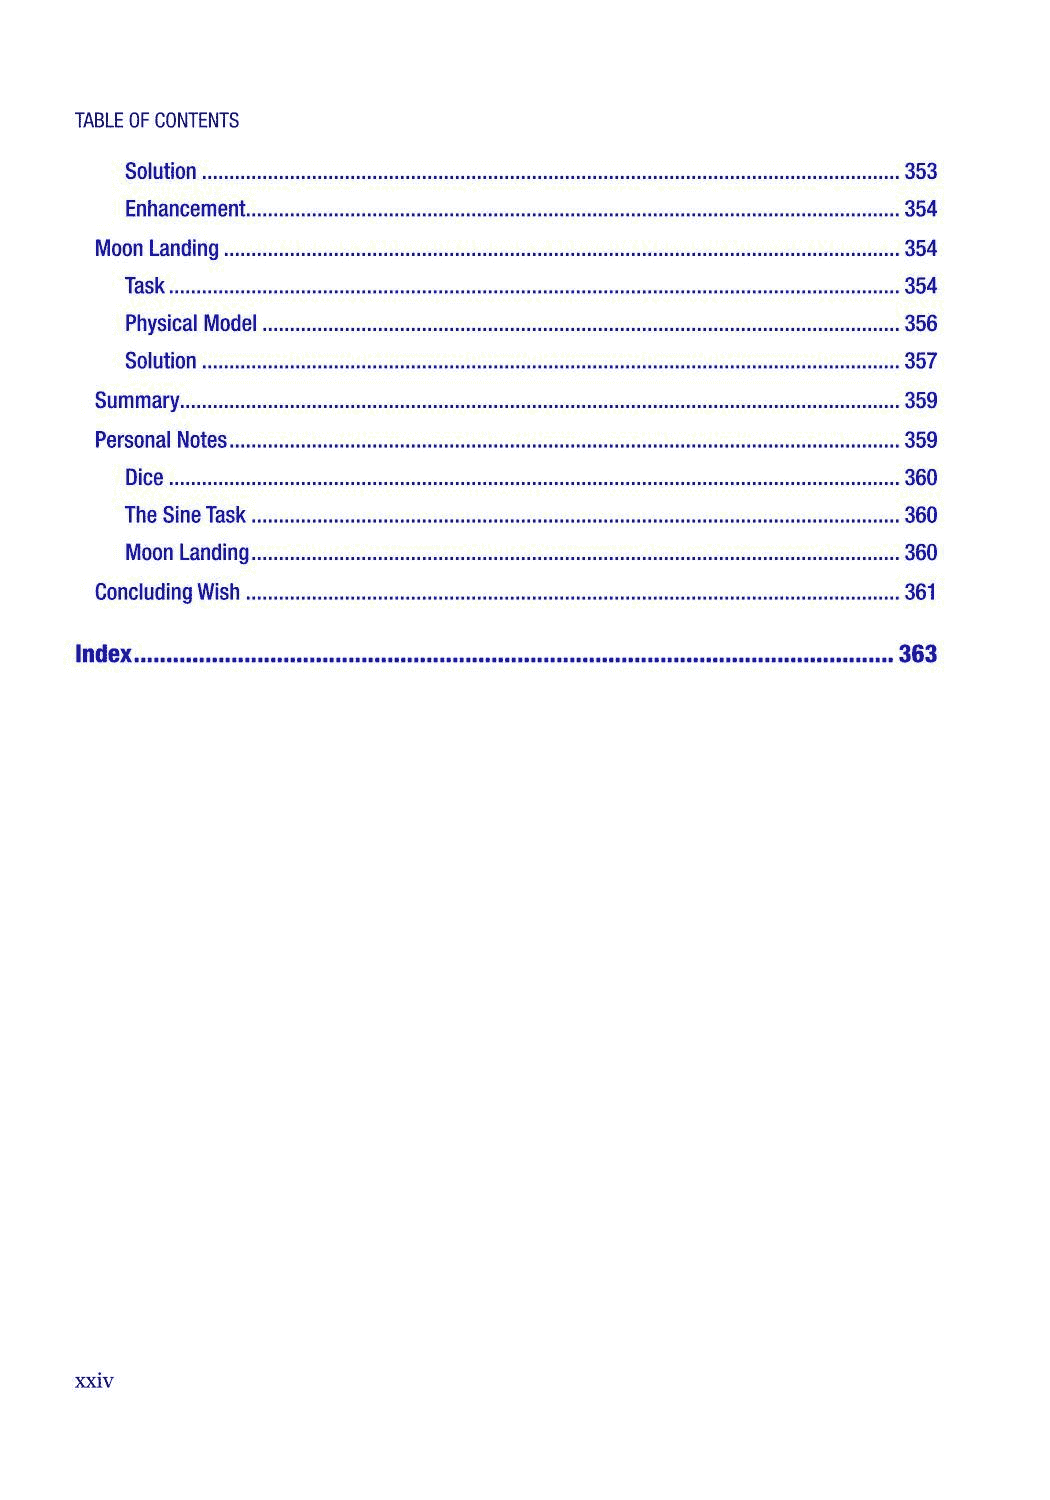 TABLE OF CONTENTS
Solution ........ 353
Enhancement........ 354
Moon Landing ........ 354
Task ........ 354
Physical Model ........ 356
Solution ........ 357
Summary........ 359
Personal Notes........ 359
Dice ........ 360
The Sine Task ........ 360
Moon Landing........ 360
Concluding Wish ........ 361
Index........ 363
xxiv